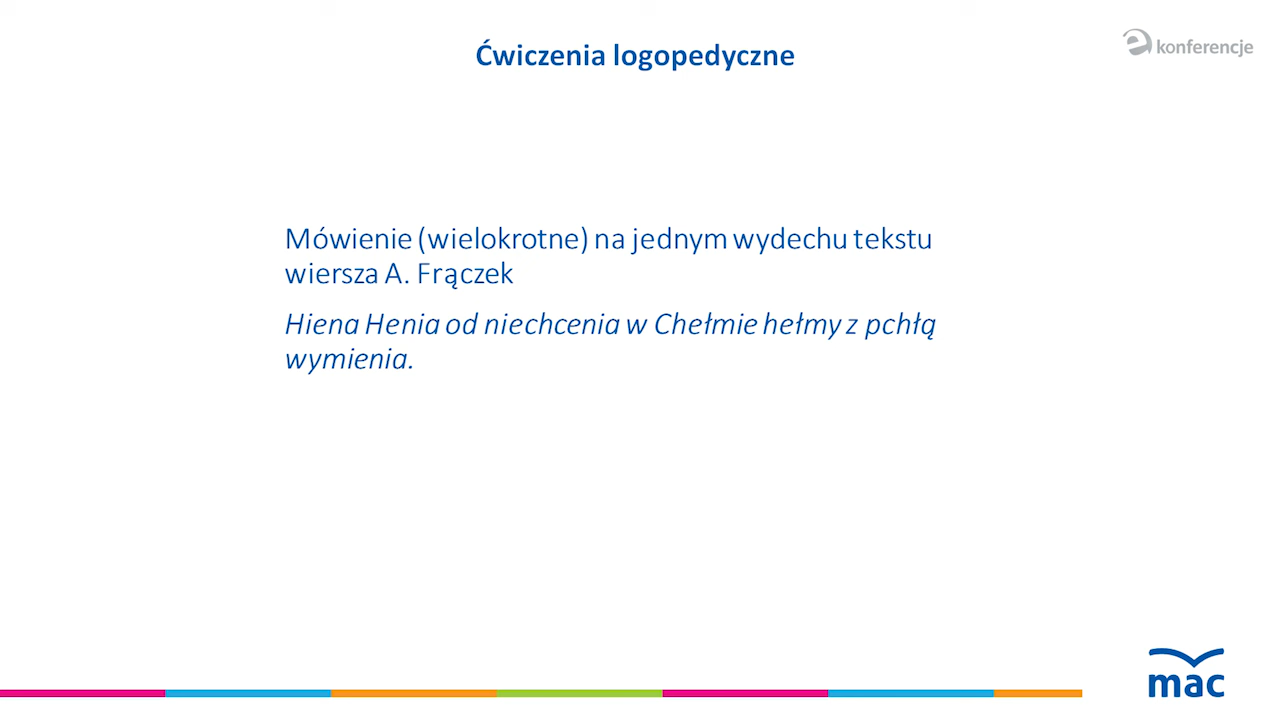 Ćwiczenia logopedyczne
e konferencje
Mówienie (wielokrotne) na jednym wydechu tekstu
wiersza A. Frączek
Hiena Henia od niechcenia w Chełmie hełmy z pchłą
wymienia.
mac